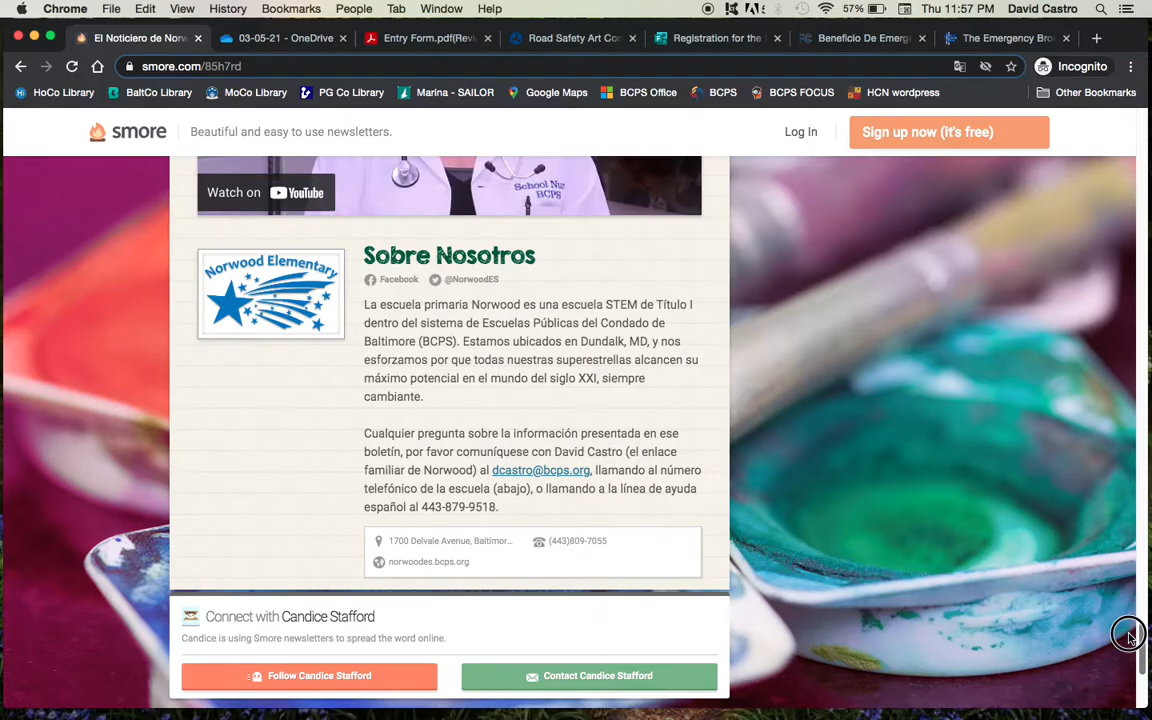 Chrome File Edit View History Bookmarks People Tab Window Help 57% Thu 11:57 PM David Castro
El Noticiero de Norw 03-05-21 - OneDrive Entry Form.pdf(Revi Road Safety Art Con Registration for the Beneficio De Emerge The Emergency Bro
smore.com/85h7rd Incognito
HoCo Library BaltCo Library MoCo Library PG Co Library Marina - SAILOR Google Maps BCPS Office BCPS BCPS FOCUS HCN wordpress Other Bookmarks
smore Beautiful and easy to use newsletters. Log In Sign up now (it's free)
School Nur
BCPS
Watch on YouTube
Norwood Elementary
Sobre Nosotros
Facebook @NorwoodES
La escuela primaria Norwood es una escuela STEM de Título I
dentro del sistema de Escuelas Públicas del Condado de
Baltimore (BCPS). Estamos ubicados en Dundalk, MD, y nos
esforzamos por que todas nuestras superestrellas alcancen su
máximo potencial en el mundo del siglo XXI, siempre
cambiante.
Cualquier pregunta sobre la información presentada en ese
boletín, por favor comuníquese con David Castro (el enlace
familiar de Norwood) al dcastro@bcps.org, llamando al número
telefónico de la escuela (abajo), o llamando a la línea de ayuda
español al 443-879-9518.
1700 Delvale Avenue, Baltimor... (443)809-7055
norwoodes.bcps.org
Connect with Candice Stafford
Candice is using Smore newsletters to spread the word online.
Follow Candice Stafford Contact Candice Stafford